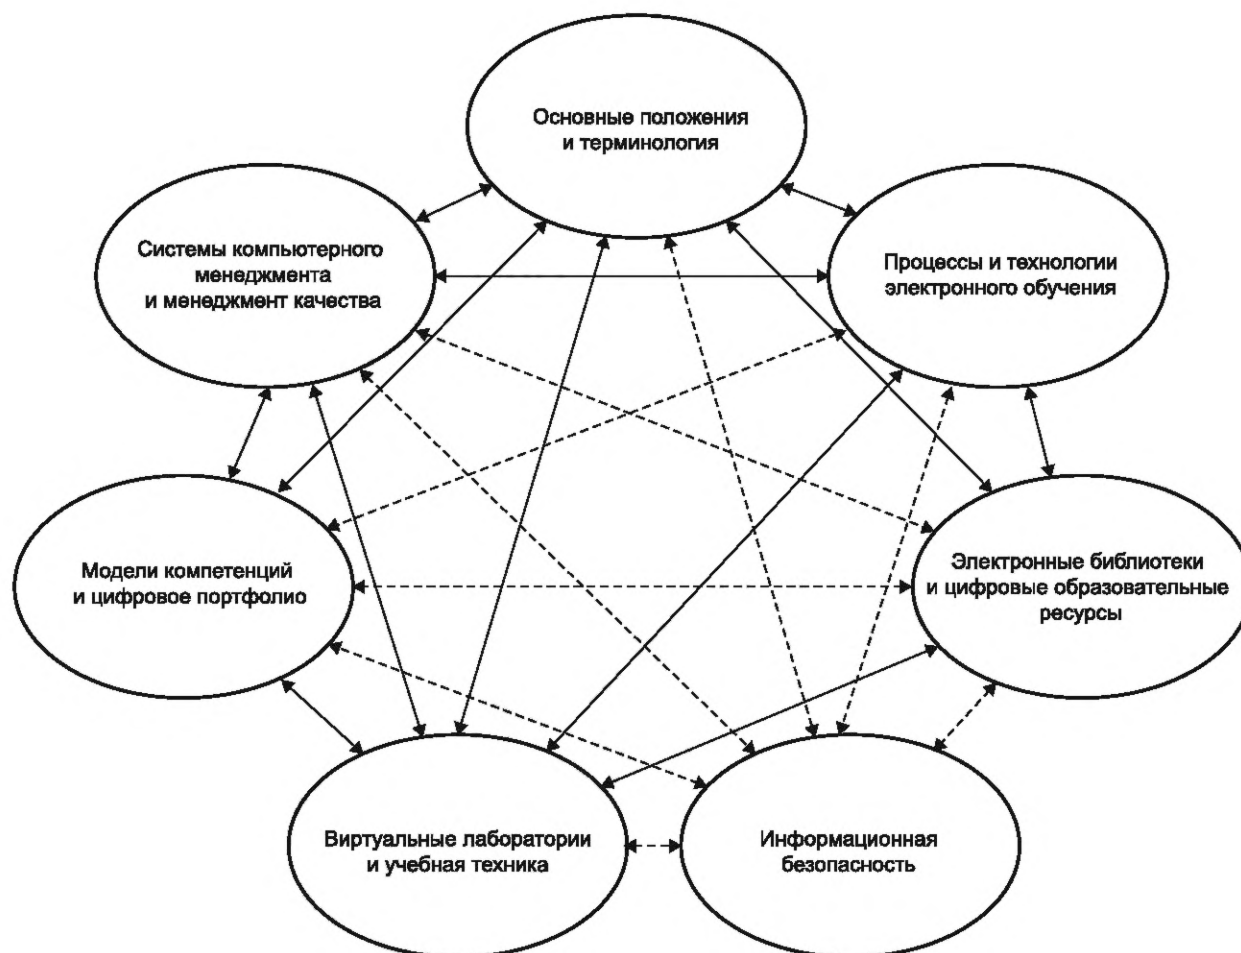 Основные положения
и терминология
Системы компьютерного
менеджмента
и менеджмент качества
Процессы и технологии
электронного обучения
Модели компетенций
и цифровое портфолио
Электронные библиотеки
и цифровые образовательные
ресурсы
Виртуальные лаборатории
и учебная техника
Информационная
безопасность